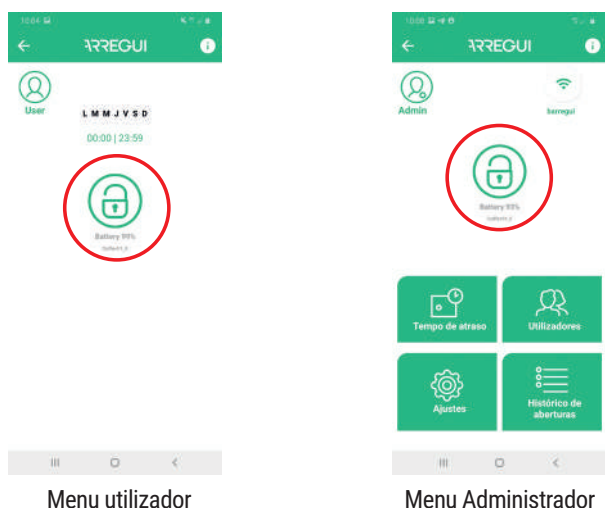 ARREGUI
User
L M M J V S D
00:00 | 23:59
Battery 99%
Menu utilizador
ARREGUI
Admin
Battery 93%
Tempo de atraso
Utilizadores
Ajustes
Histórico de
aberturas
Menu Administrador